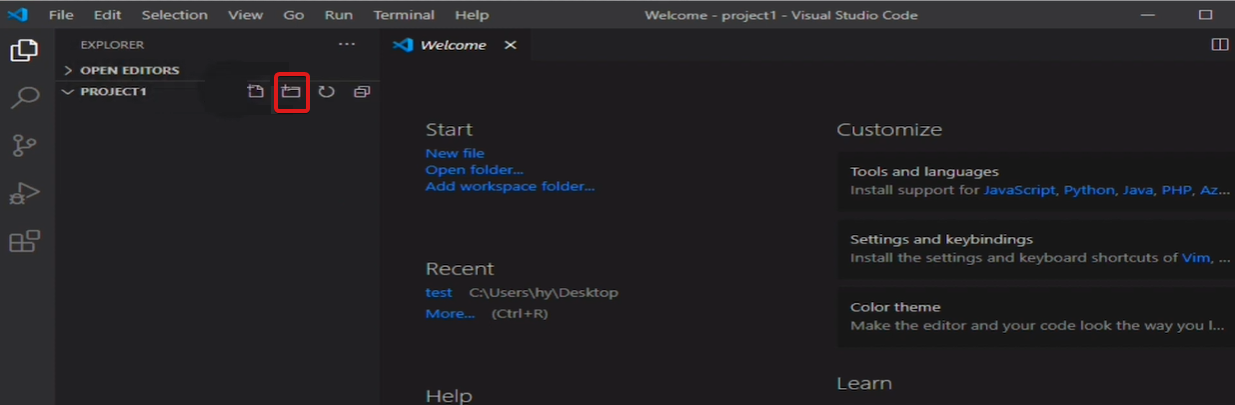 File Edit Selection View Go Run Terminal Help Welcome - project1 - Visual Studio Code
EXPLORER
OPEN EDITORS
PROJECT1
Welcome
Start
New file
Open folder...
Add workspace folder...
Recent
test C:\Users\hy\Desktop
More... (Ctrl+R)
Help
Customize
Tools and languages
Install support for JavaScript, Python, Java, PHP, Az...
Settings and keybindings
Install the settings and keyboard shortcuts of Vim, ...
Color theme
Make the editor and your code look the way you l...
Learn